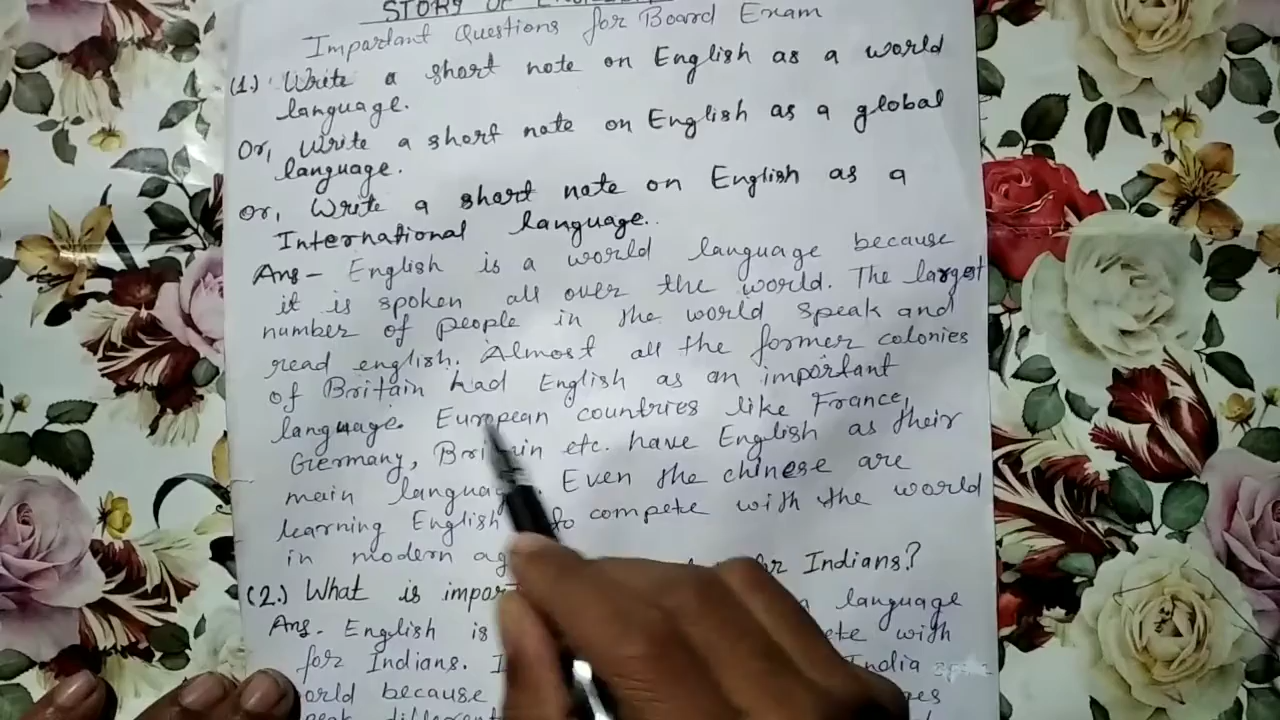 STORY OF
Important Questions for Board Exam
(1.) Write a short note on English as a world
language.
Or, Write a short note on English as a global
language.
Or, Write a short note on English as a
International language.
Ans- English is a world language because
it is spoken all over the world. The largest
number of people in the world speak and
read english. Almost all the former colonies
of Britain had English as an important
language. European countries like France,
Germany, etc. have English as their
main Even the chinese are
learning English to compete with the world
in modern
(2.) What is Indians?
Ans. English is language
for Indians. with
because India
different